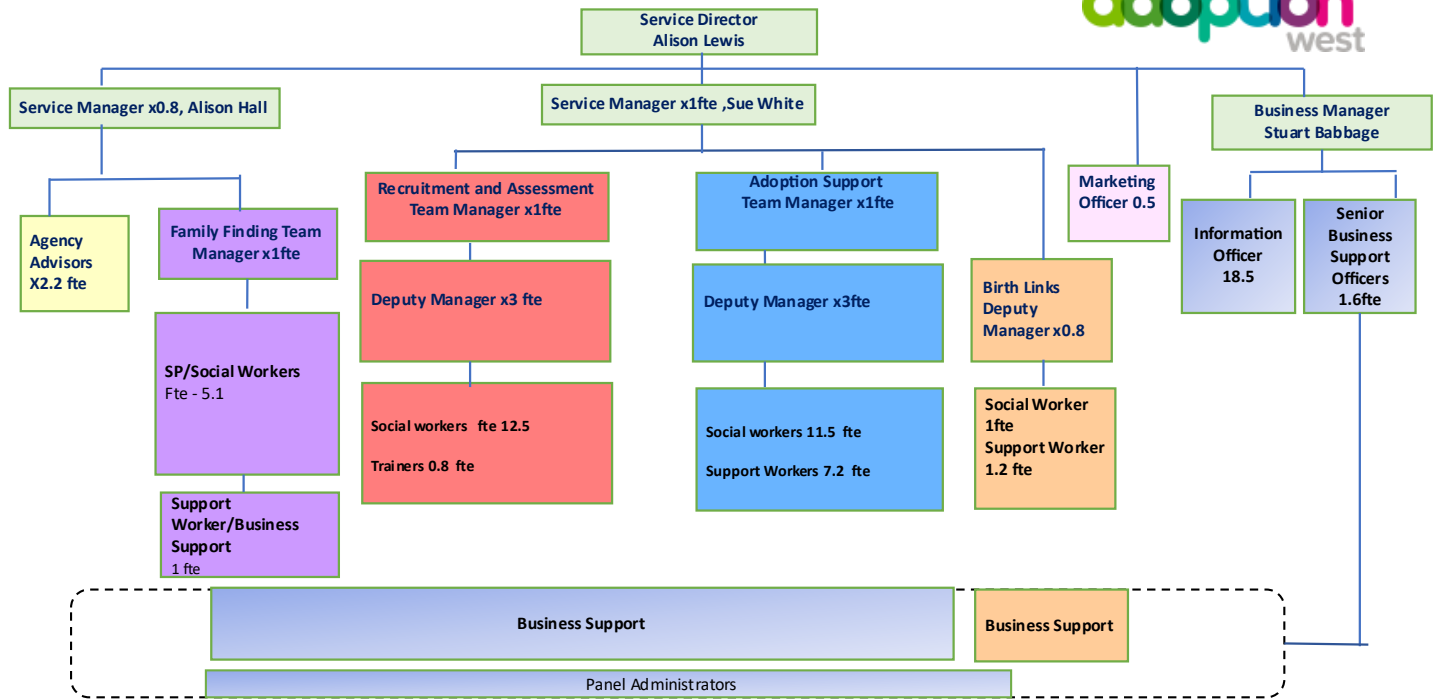 adoption
west
Service Director
Alison Lewis
Service Manager x0.8, Alison Hall
Service Manager x1fte ,Sue White
Business Manager
Stuart Babbage
Agency
Advisors
X2.2 fte
Family Finding Team
Manager x1fte
SP/Social Workers
Fte - 5.1
Support
Worker/Business
Support
1 fte
Recruitment and Assessment
Team Manager x1fte
Deputy Manager x3 fte
Social workers fte 12.5
Trainers 0.8 fte
Adoption Support
Team Manager x1fte
Deputy Manager x3fte
Social workers 11.5 fte
Support Workers 7.2 fte
Birth Links
Deputy
Manager x0.8
Social Worker
1fte
Support Worker
1.2 fte
Marketing
Officer 0.5
Information
Officer
18.5
Senior
Business
Support
Officers
1.6fte
Business Support
Business Support
Panel Administrators